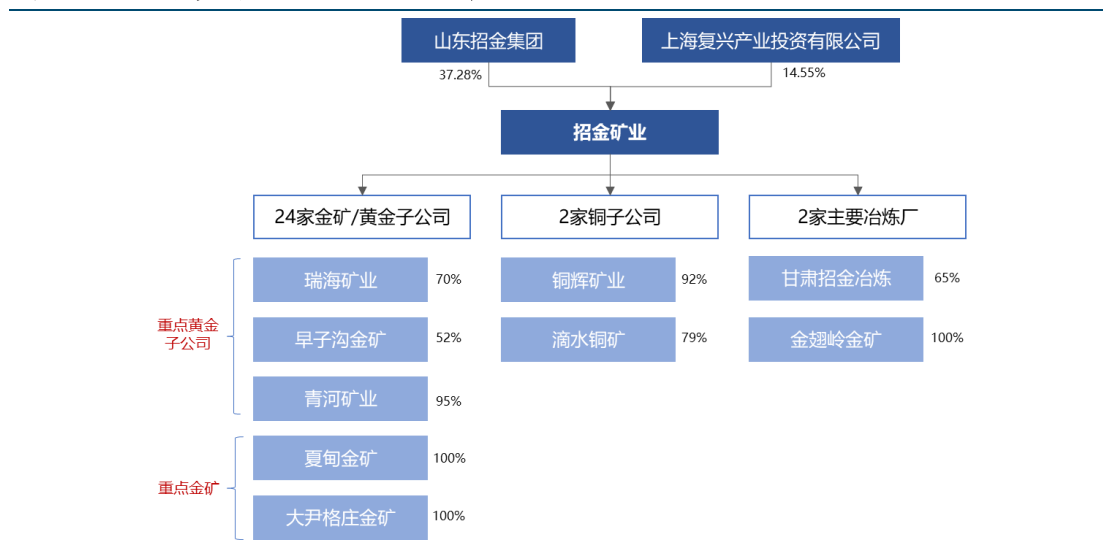 山东招金集团
上海复兴产业投资有限公司
37.28%
14.55%
招金矿业
24家金矿/黄金子公司
2家铜子公司
2家主要冶炼厂
重点黄金
子公司
瑞海矿业
70%
铜辉矿业
92%
甘肃招金冶炼
65%
早子沟金矿
52%
滴水铜矿
79%
金翅岭金矿
100%
青河矿业
95%
重点金矿
夏甸金矿
100%
大尹格庄金矿
100%